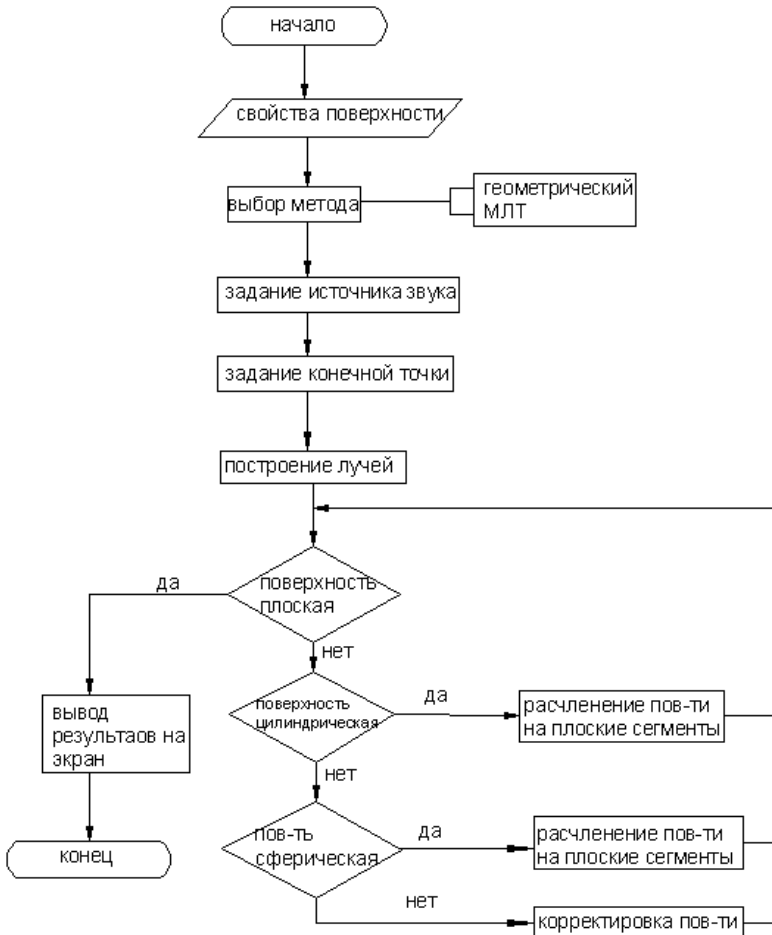 начало
свойства поверхности
выбор метода
геометрический
МЛТ
задание источника звука
задание конечной точки
построение лучей
да
поверхность
плоская
нет
вывод
результаов на
экран
поверхность
цилиндрическая
да
расчленение пов-ти
на плоские сегменты
нет
конец
пов-ть
сферическая
да
расчленение пов-ти
на плоские сегменты
нет
корректировка пов-ти